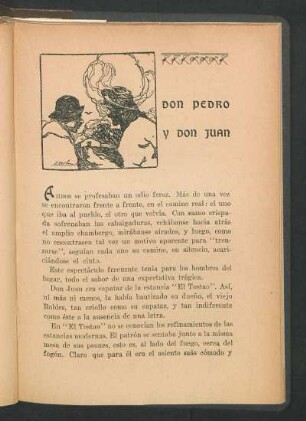 DON PEDRO
Y DON JUAN
Ambos se profesaban un odio feroz. Más de una vez
se encontraron frente a frente, en el camino real: el uno
que iba al pueblo, el otro que volvía. Con mano crispa-
da sofrenaban las cabalgaduras, echábanse hacia atrás
el amplio chambergo, mirábanse airados, y luego, como
no encontrasen tal vez un motivo aparente para "tren-
zarse", seguían cada uno su camino, en silencio, acari-
ciándose el cinto.
Este espectáculo ferente tenía para los hombres del
lugar, todo el sabor de una expectativa trágica.
Don Juan era capataz de la estancia "El Testao". Así,
ni más ni menos, la había bautizado su dueño, el viejo
Robles, tan criollo como su capataz, y tan indiferente
como éste a la ausencia de una letra.
En "El Testao" no se conocían los refinamientos de las
estancias modernas. El patrón se sentaba junto a la misma
mesa de sus peones, esto es, al lado del fuego, cerca del
fogón. Claro que para él era el asiento más cómodo y